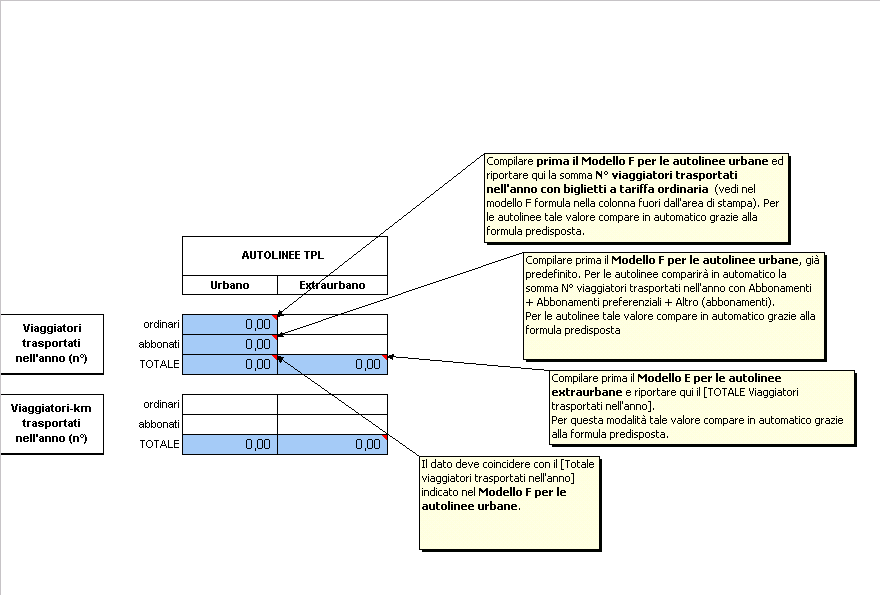 Compilare prima il Modello F per le autolinee urbane ed
riportare qui la somma N° viaggiatori trasportati
nell'anno con biglietti a tariffa ordinaria (vedi nel
modello F formula nella colonna fuori dall'area di stampa). Per
le autolinee tale valore compare in automatico grazie alla
formula predisposta.
AUTOLINEE TPL
Urbano Extraurbano
Compilare prima il Modello F per le autolinee urbane, già
predefinito. Per le autolinee comparirà in automatico la
somma N° viaggiatori trasportati nell'anno con Abbonamenti
+ Abbonamenti preferenziali + Altro (abbonamenti).
Per le autolinee tale valore compare in automatico grazie alla
formula predisposta
Viaggiatori
trasportati
nell'anno (n°)
ordinari 0,00
abbonati 0,00
TOTALE 0,00 0,00
Compilare prima il Modello E per le autolinee
extraurbane e riportare qui il [TOTALE Viaggiatori
trasportati nell'anno].
Per questa modalità tale valore compare in automatico grazie
alla formula predisposta.
Viaggiatori-km
trasportati
nell'anno (n°)
ordinari
abbonati
TOTALE 0,00 0,00
Il dato deve coincidere con il [Totale
viaggiatori trasportati nell'anno]
indicato nel Modello F per le
autolinee urbane.